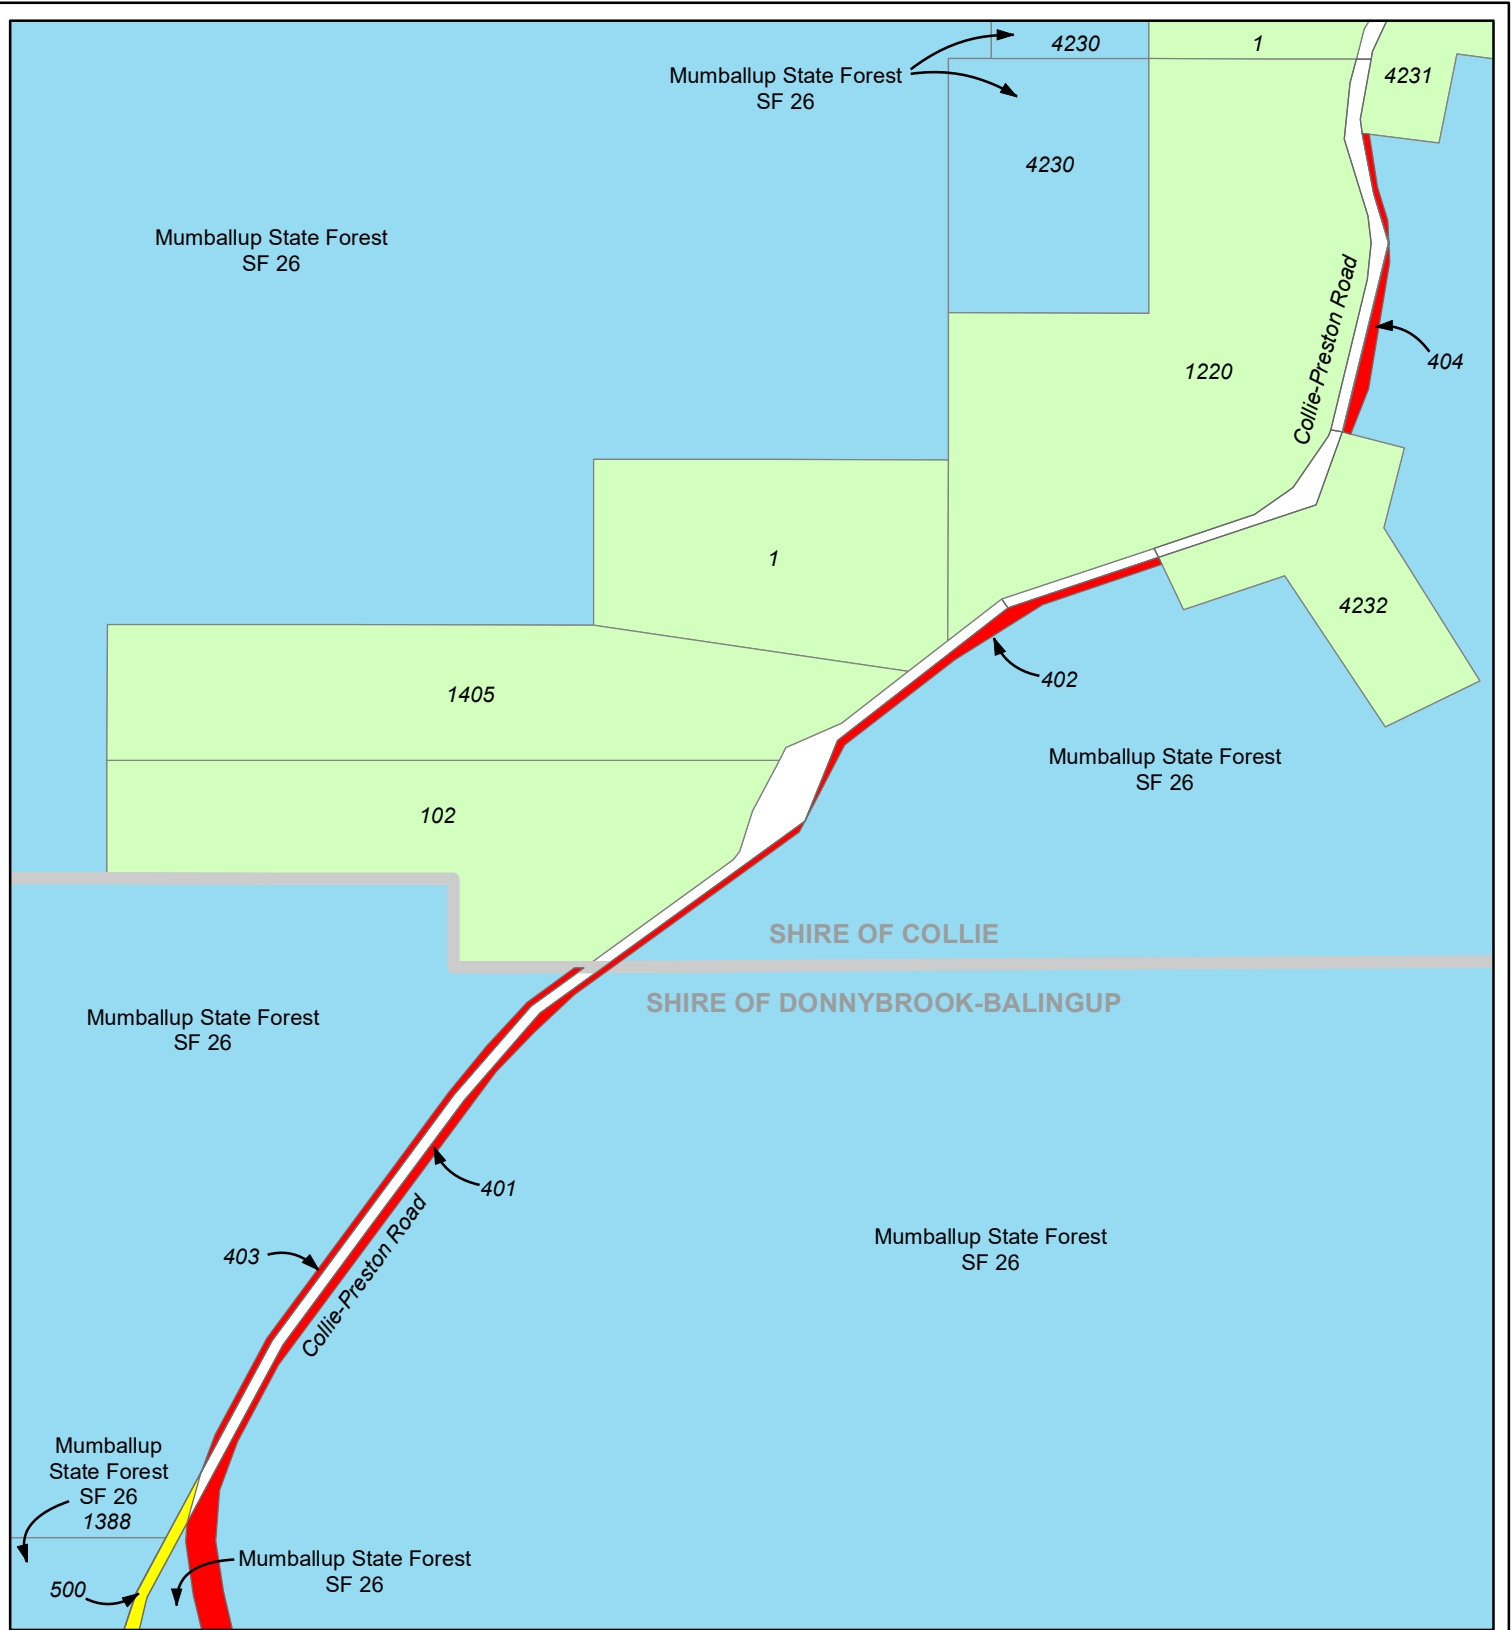 4230
1
4231
Mumballup State Forest
SF 26
4230
Mumballup State Forest
SF 26
Collie-Preston Road
404
1220
1
4232
402
1405
Mumballup State Forest
SF 26
102
SHIRE OF COLLIE
SHIRE OF DONNYBROOK-BALINGUP
Mumballup State Forest
SF 26
401
403
Collie-Preston Road
Mumballup State Forest
SF 26
Mumballup
State Forest
SF 26
1388
Mumballup State Forest
SF 26
500